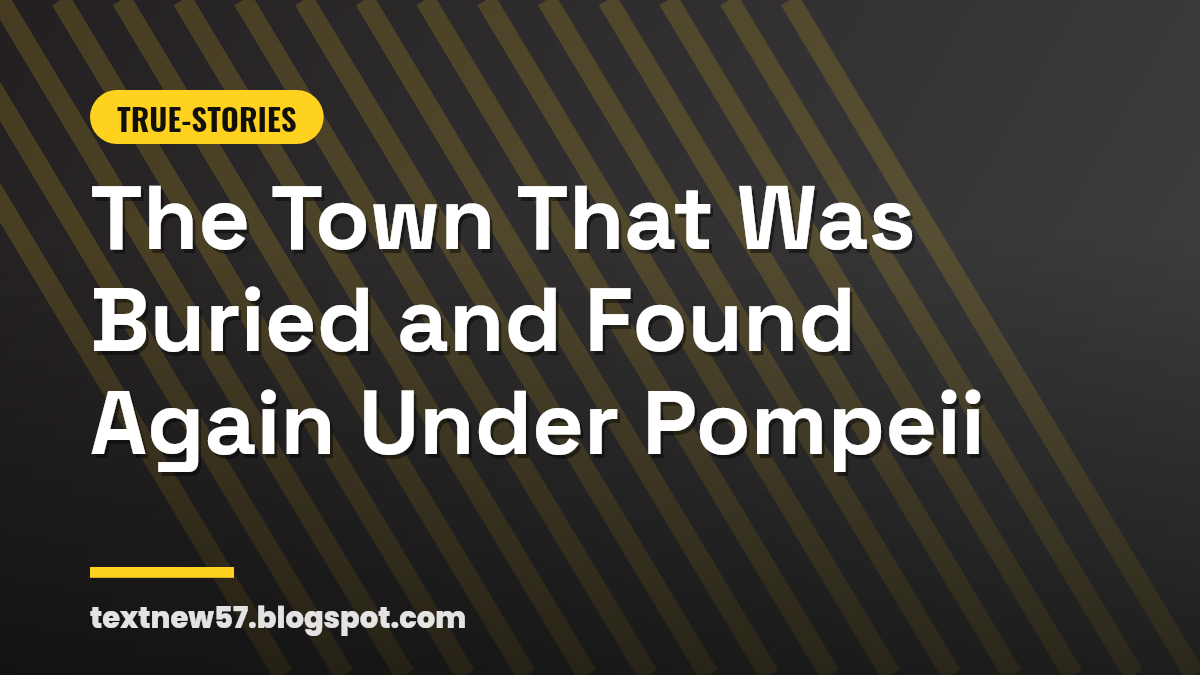 TRUE-STORIES
The Town That Was
Buried and Found
Again Under Pompeii
textnew57.blogspot.com